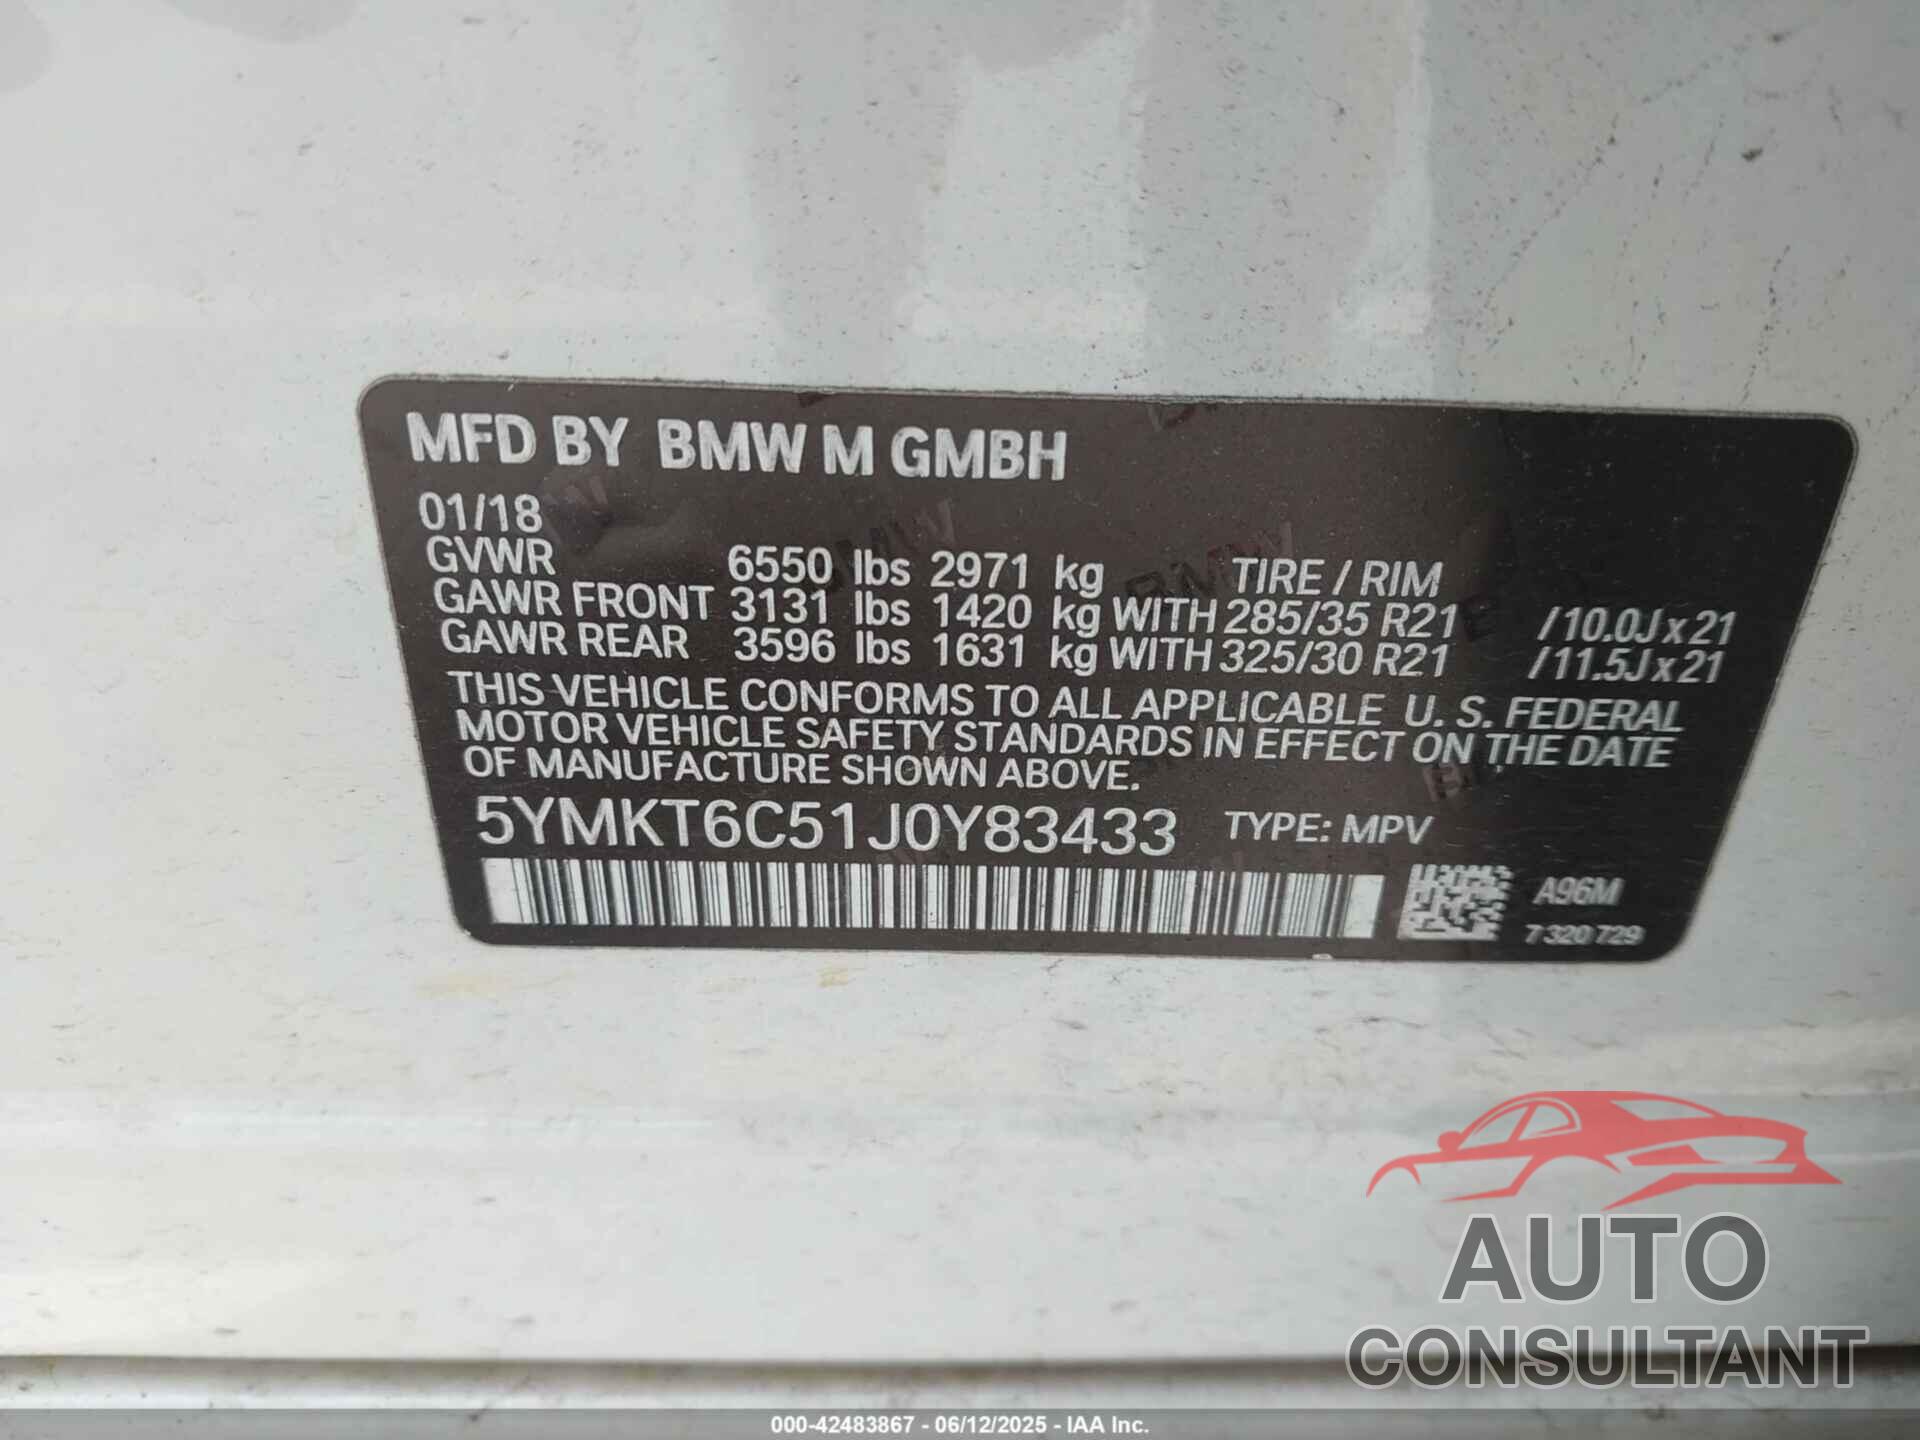 MFD BY BMW M GMBH
01/18
GVWR 6550 lbs 2971 kg TIRE / RIM
GAWR FRONT 3131 lbs 1420 kg WITH 285/35 R21 /10.0J x 21
GAWR REAR 3596 lbs 1631 kg WITH 325/30 R21 /11.5J x 21
THIS VEHICLE CONFORMS TO ALL APPLICABLE U. S. FEDERAL
MOTOR VEHICLE SAFETY STANDARDS IN EFFECT ON THE DATE
OF MANUFACTURE SHOWN ABOVE.
5YMKT6C51J0Y83433 TYPE: MPV
A96M
7 320 729
AUTO
CONSULTANT
000-42483867 - 06/12/2025 - IAA Inc.